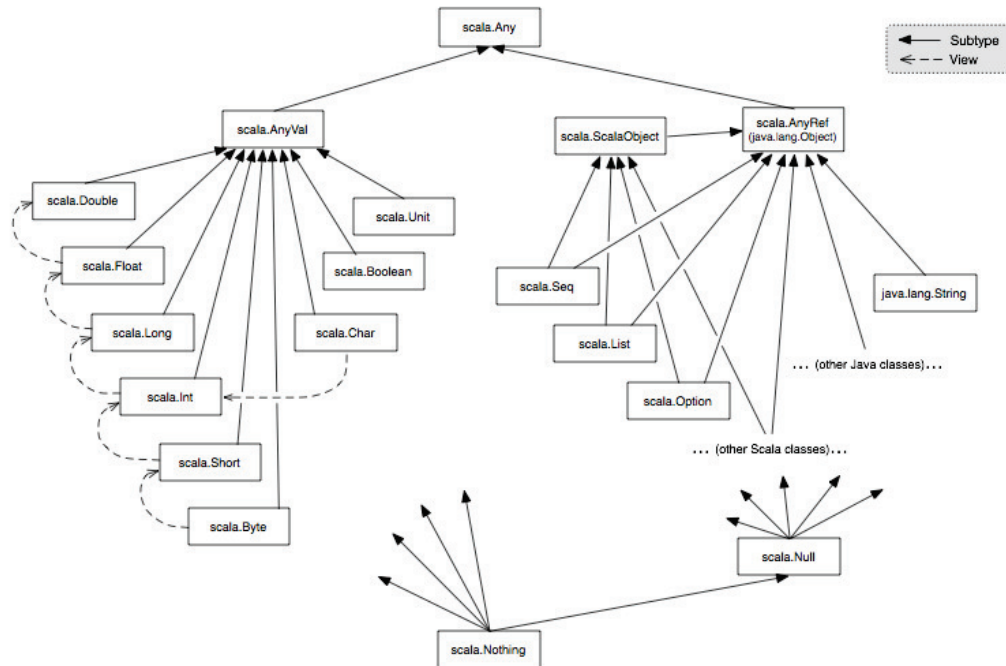 scala.Any
Subtype
View
scala.AnyVal
scala.ScalaObject
scala.AnyRef
(java.lang.Object)
scala.Double
scala.Unit
scala.Float
scala.Boolean
scala.Seq
java.lang.String
scala.Long
scala.Char
scala.List
... (other Java classes)...
scala.Int
scala.Option
... (other Scala classes)...
scala.Short
scala.Byte
scala.Null
scala.Nothing